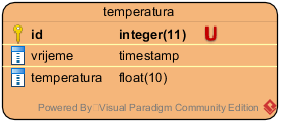 temperatura
id integer(11) U
vrijeme timestamp
temperatura float(10)
Powered By Visual Paradigm Community Edition